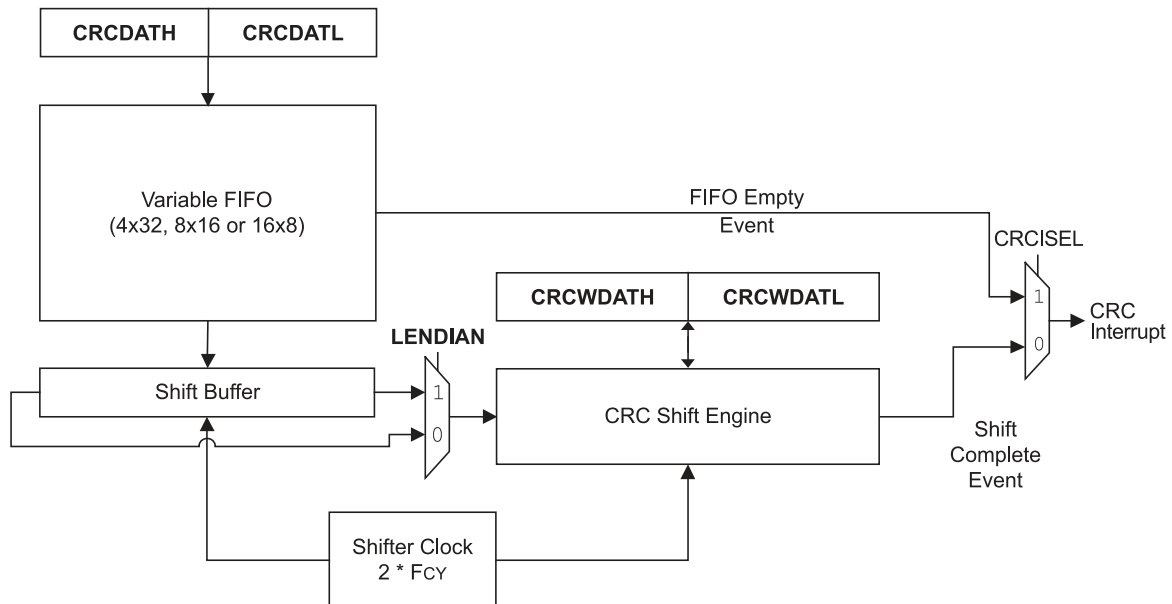 CRCDATH CRCDATL
Variable FIFO
(4x32, 8x16 or 16x8)
FIFO Empty
Event
CRCISEL
CRCWDATH CRCWDATL
1
CRC
Interrupt
0
LENDIAN
Shift Buffer
1
0
CRC Shift Engine
Shift
Complete
Event
Shifter Clock
2 * FCY